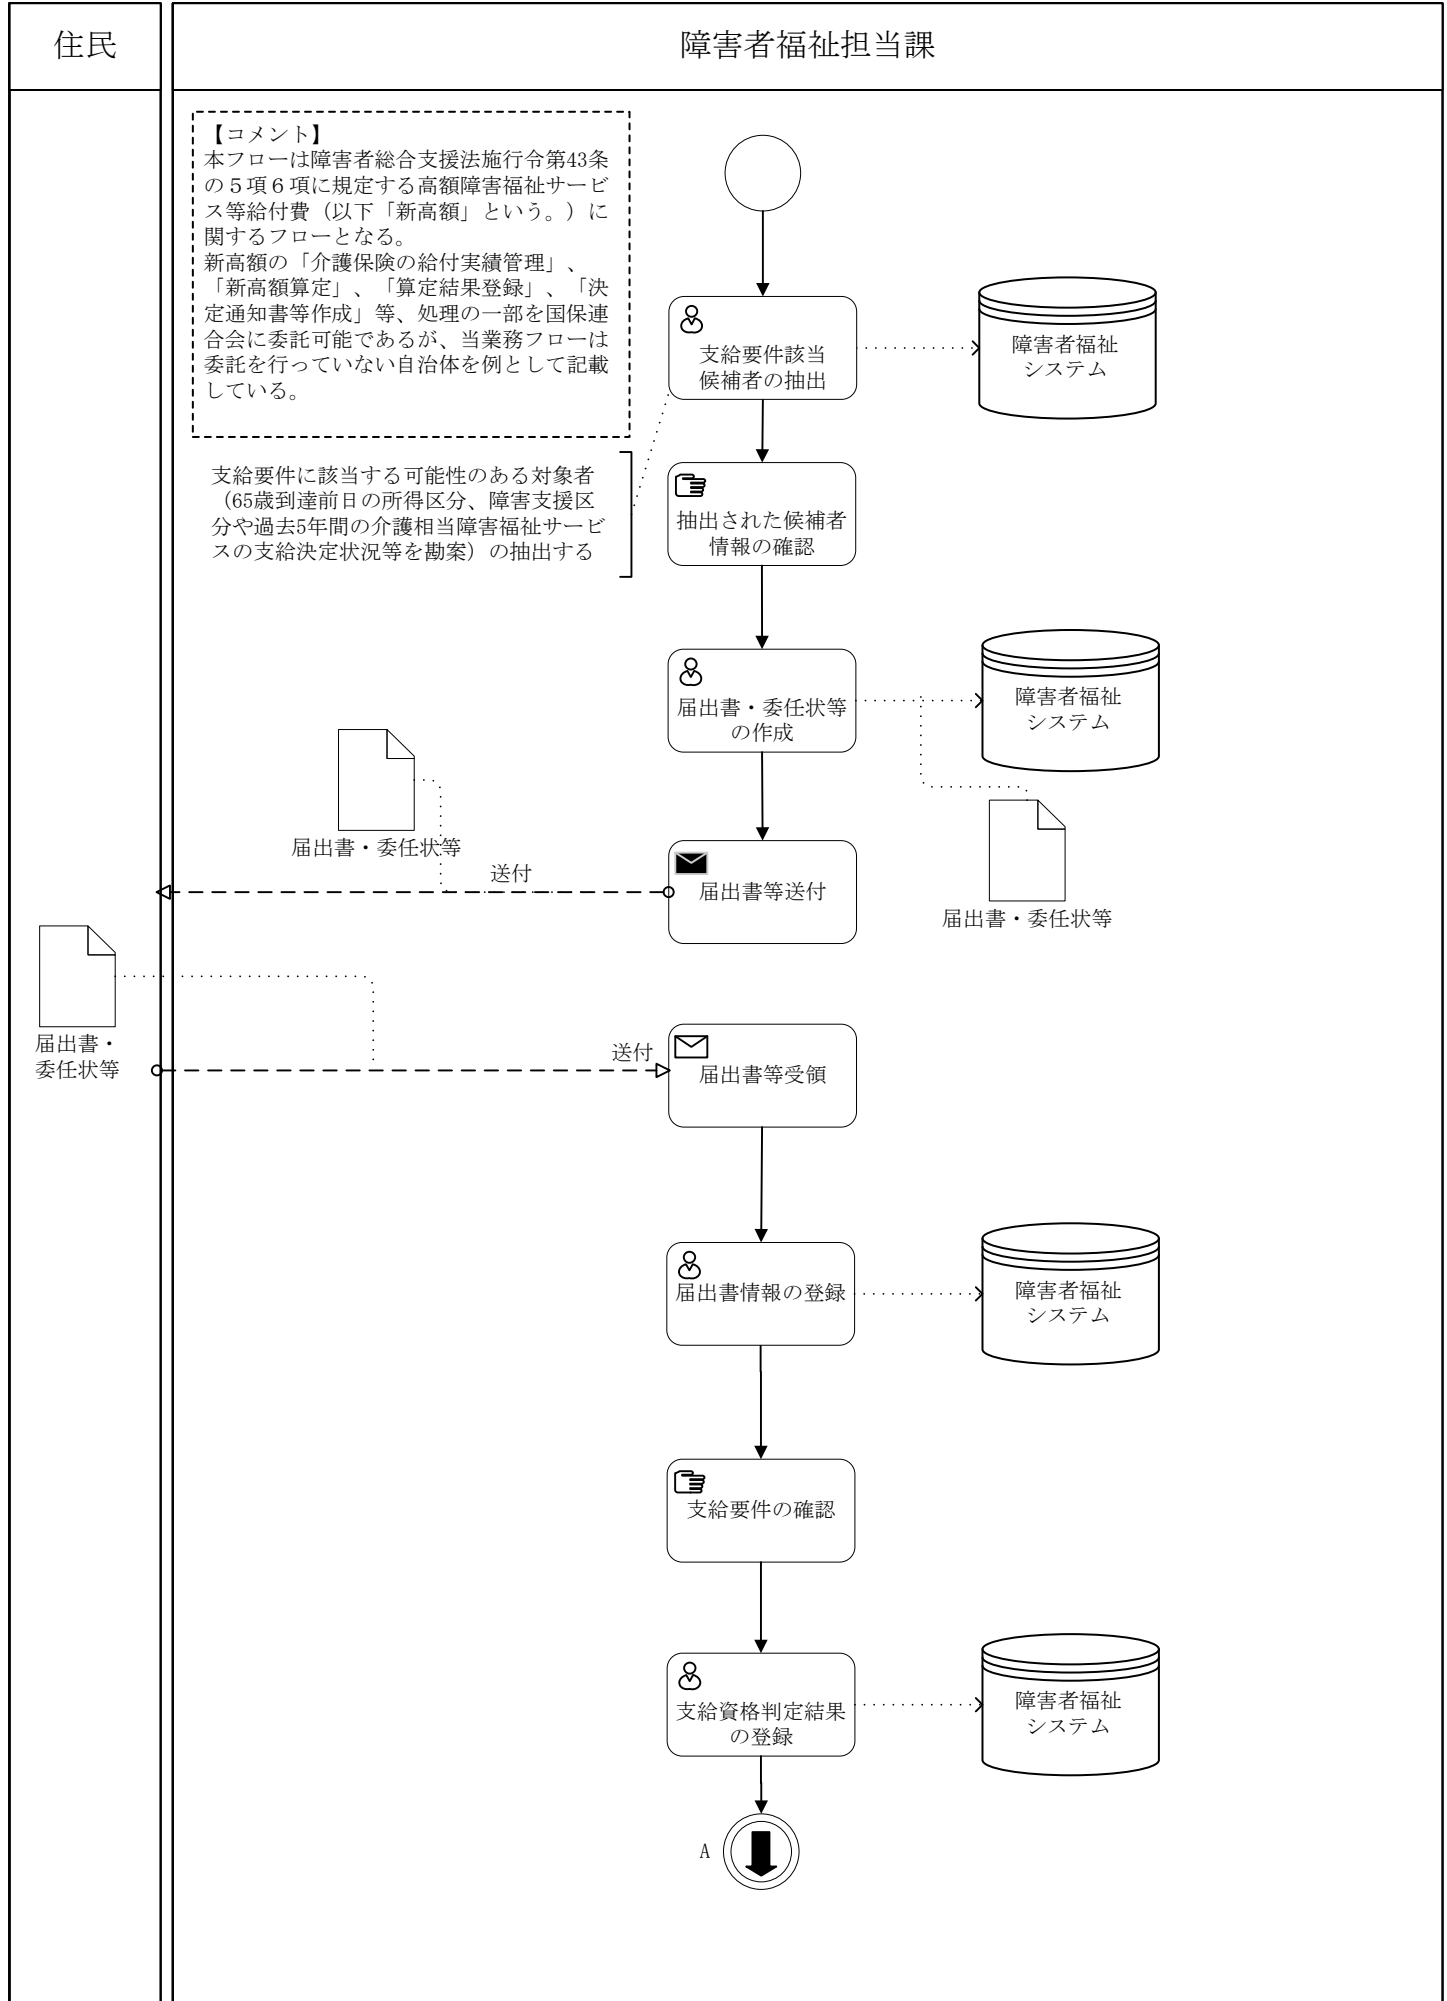 住民
障害者福祉担当課
【コメント】
本フローは障害者総合支援法施行令第43条
の５項６項に規定する高額障害福祉サービ
ス等給付費（以下「新高額」という。）に
関するフローとなる。
新高額の「介護保険の給付実績管理」、
「新高額算定」、「算定結果登録」、「決
定通知書等作成」等、処理の一部を国保連
合会に委託可能であるが、当業務フローは
委託を行っていない自治体を例として記載
している。
支給要件該当
候補者の抽出
障害者福祉
システム
支給要件に該当する可能性のある対象者
（65歳到達前日の所得区分、障害支援区
分や過去5年間の介護相当障害福祉サービ
スの支給決定状況等を勘案）の抽出する
抽出された候補者
情報の確認
届出書・委任状等
の作成
障害者福祉
システム
届出書・委任状等
送付
届出書等送付
届出書・委任状等
届出書・
委任状等
送付
届出書等受領
届出書情報の登録
障害者福祉
システム
支給要件の確認
支給資格判定結果
の登録
障害者福祉
システム
A